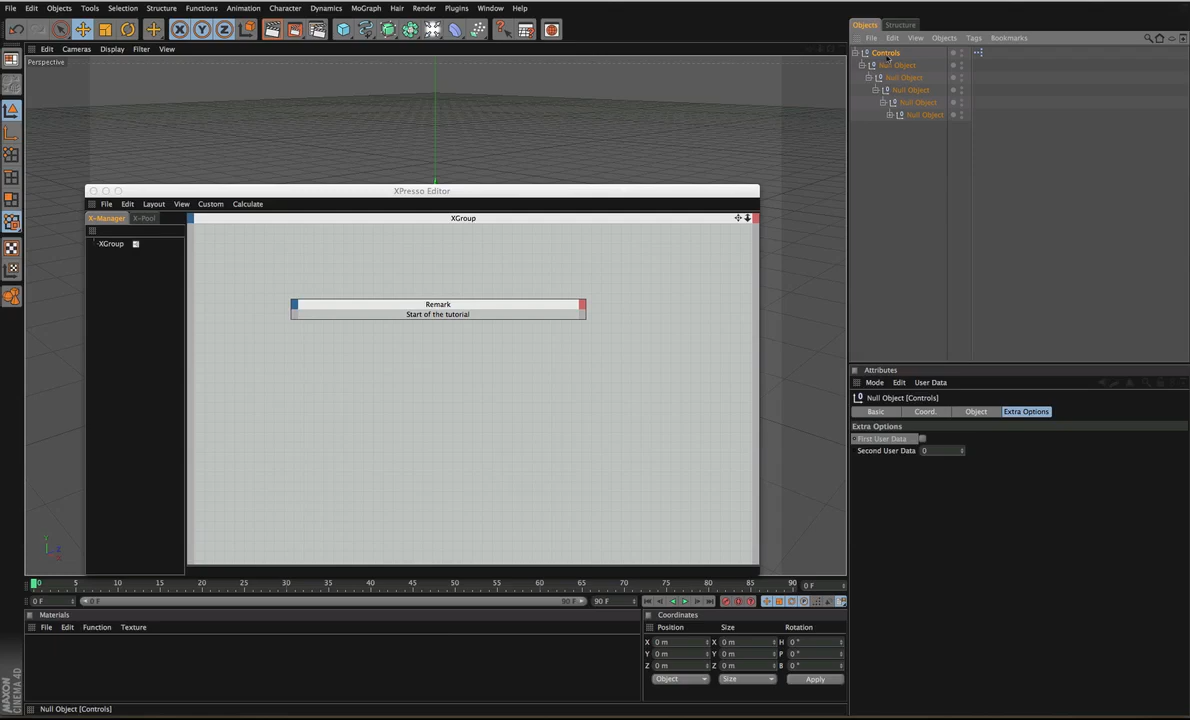 File Edit Objects Tools Selection Structure Functions Animation Character Dynamics MoGraph Hair Render Plugins Window Help
Objects Structure
File Edit View Objects Tags Bookmarks
Edit Cameras Display Filter View
Perspective
Controls
Null Object
Null Object
Null Object
Null Object
Null Object
XPresso Editor
File Edit Layout View Custom Calculate
X-Manager X-Pool
XGroup
XGroup
Remark
Start of the tutorial
Attributes
Mode Edit User Data
Null Object [Controls]
Basic Coord. Object Extra Options
Extra Options
First User Data
Second User Data 0
Y
0 5 10 15 20 25 30 35 40 45 50 55 60 65 70 75 80 85 90 0 F
0 F 0 F 90 F 90 F
Materials
File Edit Function Texture
Coordinates
Position Size Rotation
X 0 m X 0 m H 0 °
Y 0 m Y 0 m P 0 °
Z 0 m Z 0 m B 0 °
Object Size Apply
MAXON CINEMA 4D
Null Object [Controls]